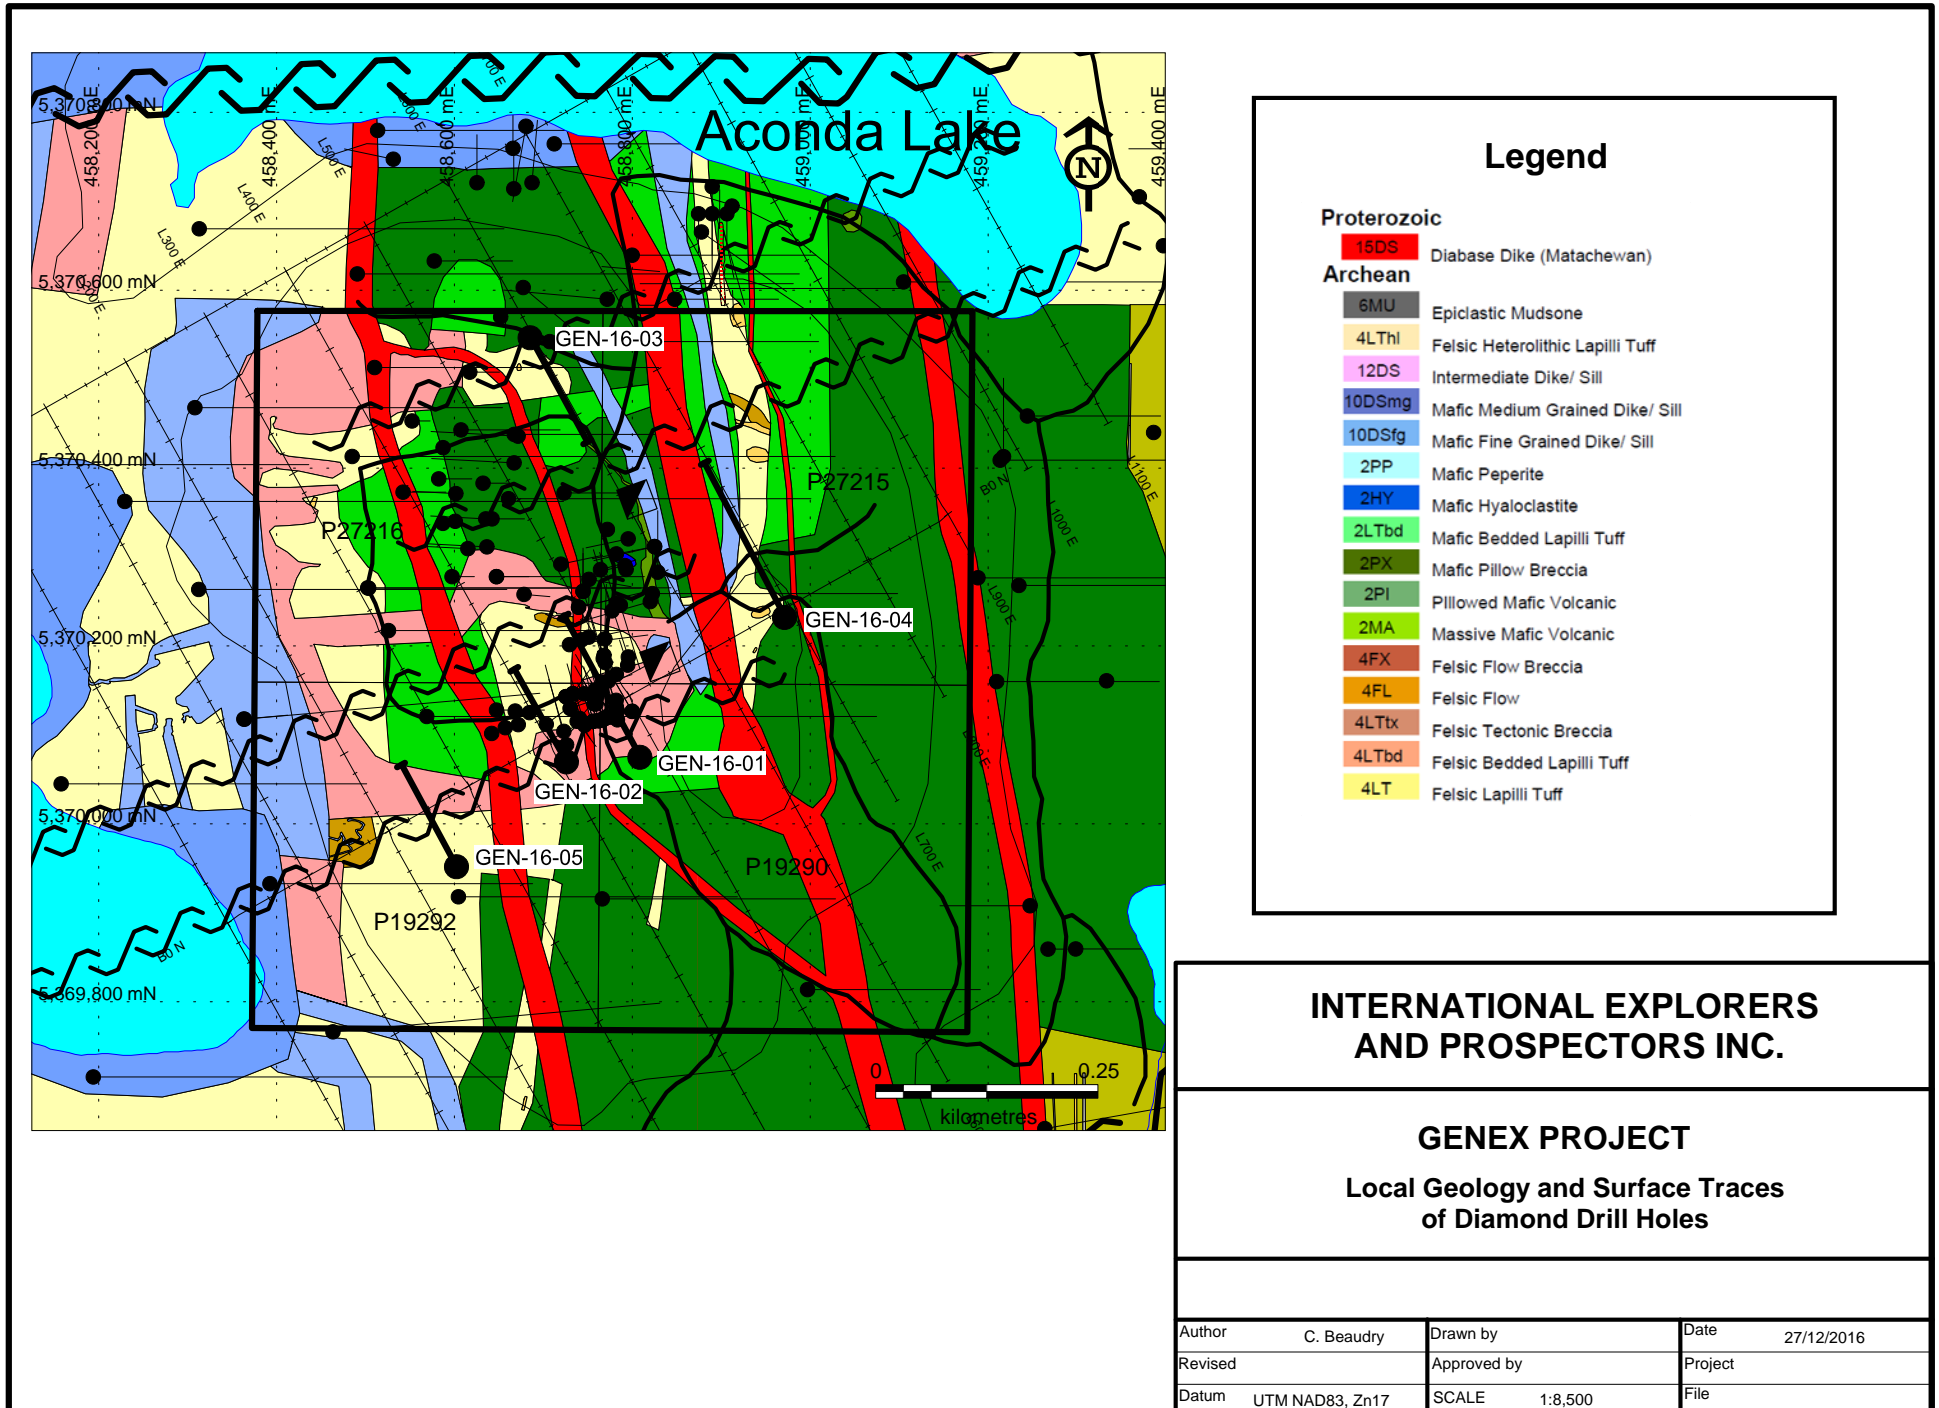 Aconda Lake
N
5,370,800 mN
5,370,600 mN
5,370,400 mN
5,370,200 mN
5,370,000 mN
5,369,800 mN
458,200 mE
458,400 mE
458,600 mE
458,800 mE
459,000 mE
459,200 mE
459,400 mE
L300 E
L400 E
L500 E
L600 E
L700 E
L900 E
L1000 E
L1100 E
B0 N
B0 N
GEN-16-03
P27215
P27216
GEN-16-04
GEN-16-01
GEN-16-02
GEN-16-05
P19290
P19292
0 0.25
kilometres
Legend
Proterozoic
15DS Diabase Dike (Matachewan)
Archean
6MU Epiclastic Mudsone
4LThl Felsic Heterolithic Lapilli Tuff
12DS Intermediate Dike/ Sill
10DSmg Mafic Medium Grained Dike/ Sill
10DSfg Mafic Fine Grained Dike/ Sill
2PP Mafic Peperite
2HY Mafic Hyaloclastite
2LTbd Mafic Bedded Lapilli Tuff
2PX Mafic Pillow Breccia
2PI PIllowed Mafic Volcanic
2MA Massive Mafic Volcanic
4FX Felsic Flow Breccia
4FL Felsic Flow
4LTtx Felsic Tectonic Breccia
4LTbd Felsic Bedded Lapilli Tuff
4LT Felsic Lapilli Tuff
INTERNATIONAL EXPLORERS
AND PROSPECTORS INC.
GENEX PROJECT
Local Geology and Surface Traces
of Diamond Drill Holes
Author C. Beaudry Drawn by Date 27/12/2016
Revised Approved by Project
Datum UTM NAD83, Zn17 SCALE 1:8,500 File